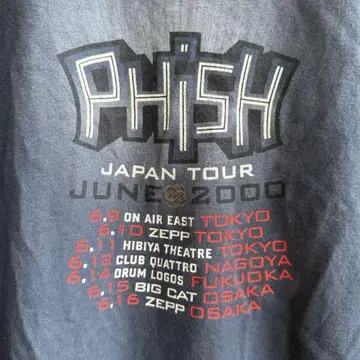 PHiSH
JAPAN TOUR
JUNE 2000
6.9 ON AIR EAST TOKYO
6.10 ZEPP TOKYO
6.11 HIBIYA THEATRE TOKYO
6.13 CLUB QUATTRO NAGOYA
6.14 DRUM LOGOS FUKUOKA
6.15 BIG CAT OSAKA
6.16 ZEPP OSAKA